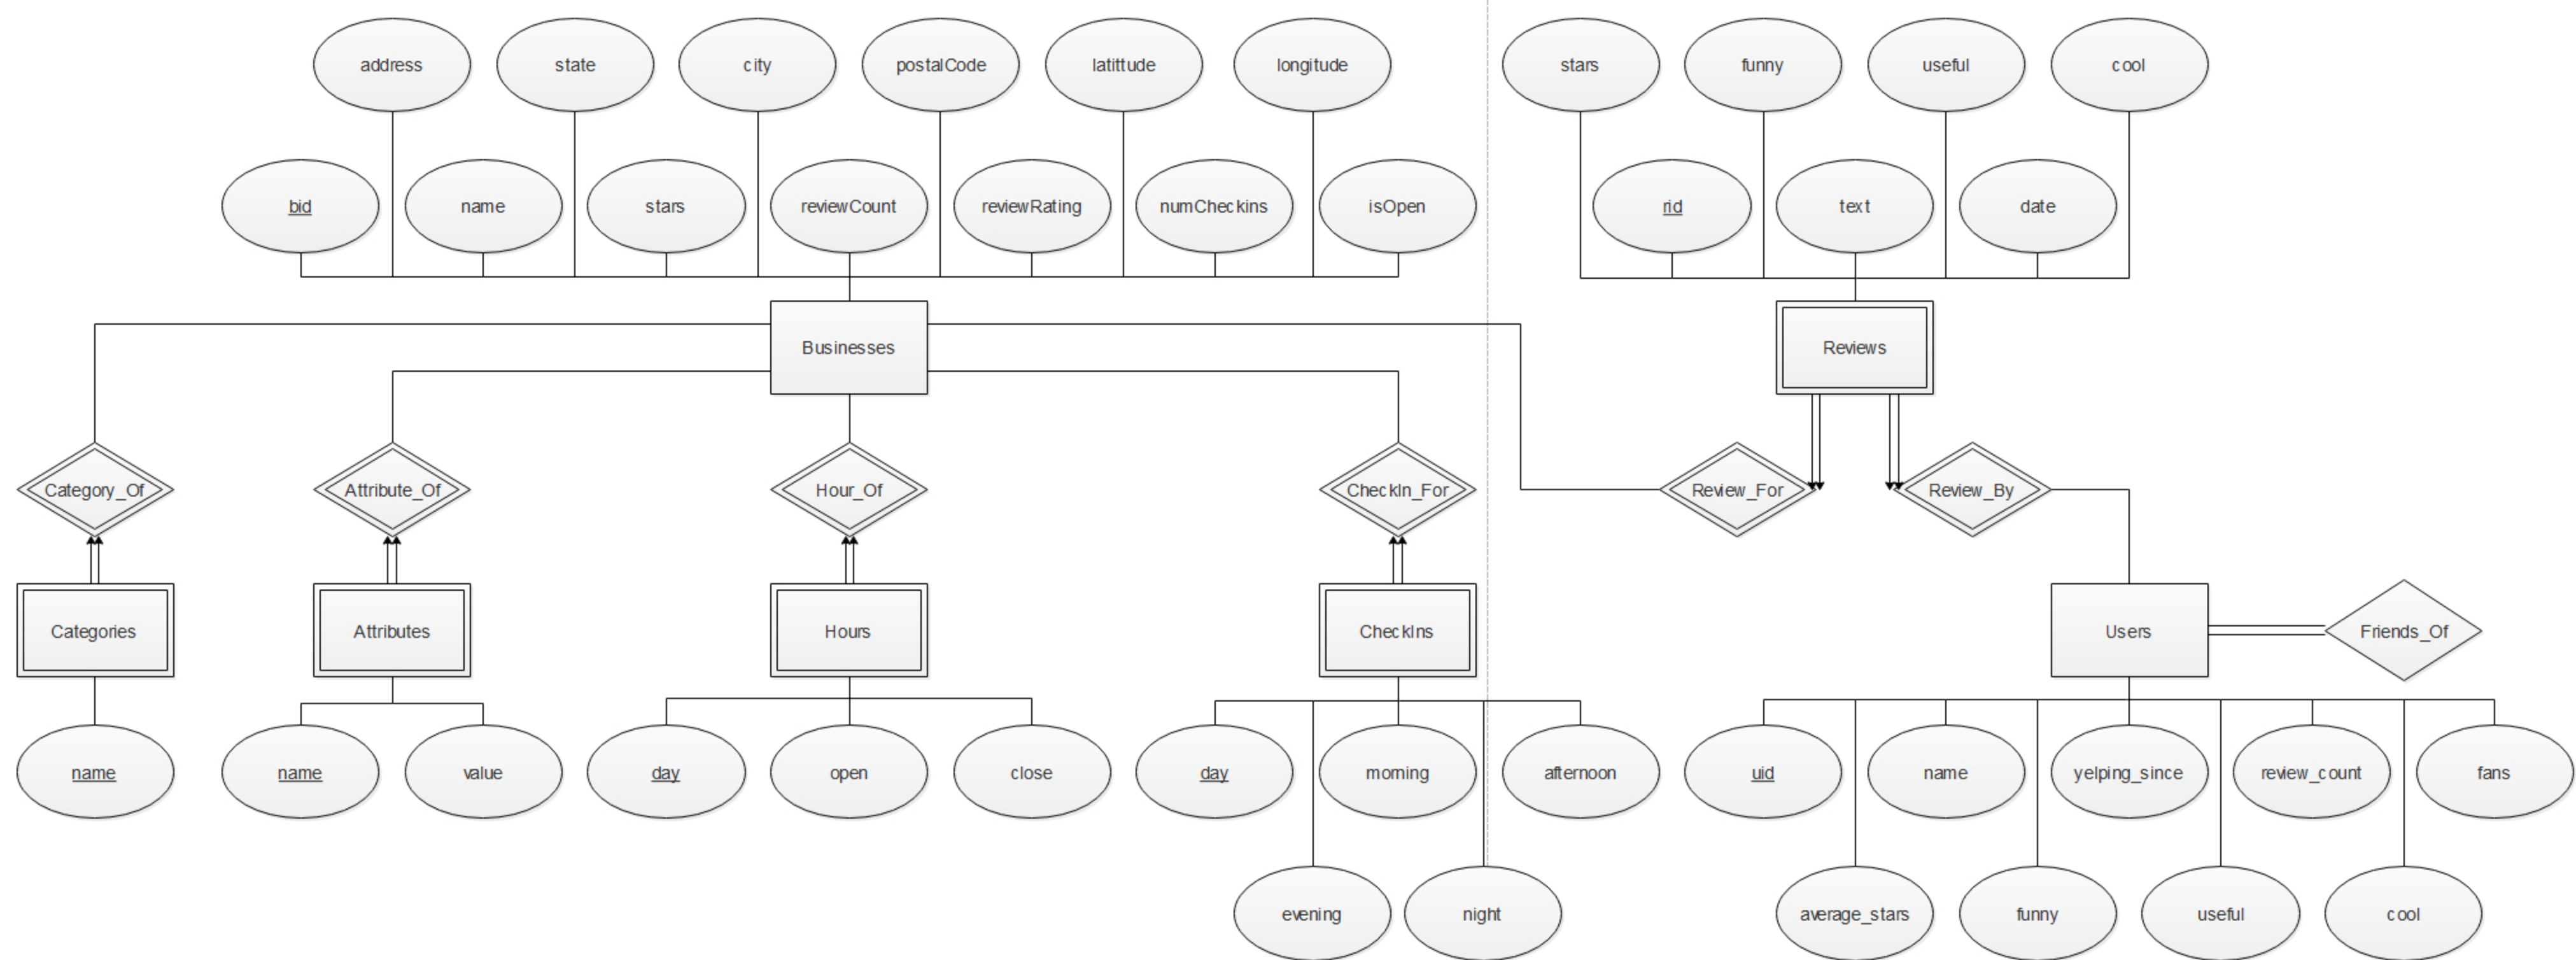 address
state
city
postalCode
latittude
longitude
stars
funny
useful
cool
bid
name
stars
reviewCount
reviewRating
numCheckins
isOpen
rid
text
date
Businesses
Reviews
Category_Of
Attribute_Of
Hour_Of
CheckIn_For
Review_For
Review_By
Categories
Attributes
Hours
CheckIns
Users
Friends_Of
name
name
value
day
open
close
day
morning
afternoon
uid
name
yelping_since
review_count
fans
evening
night
average_stars
funny
useful
cool